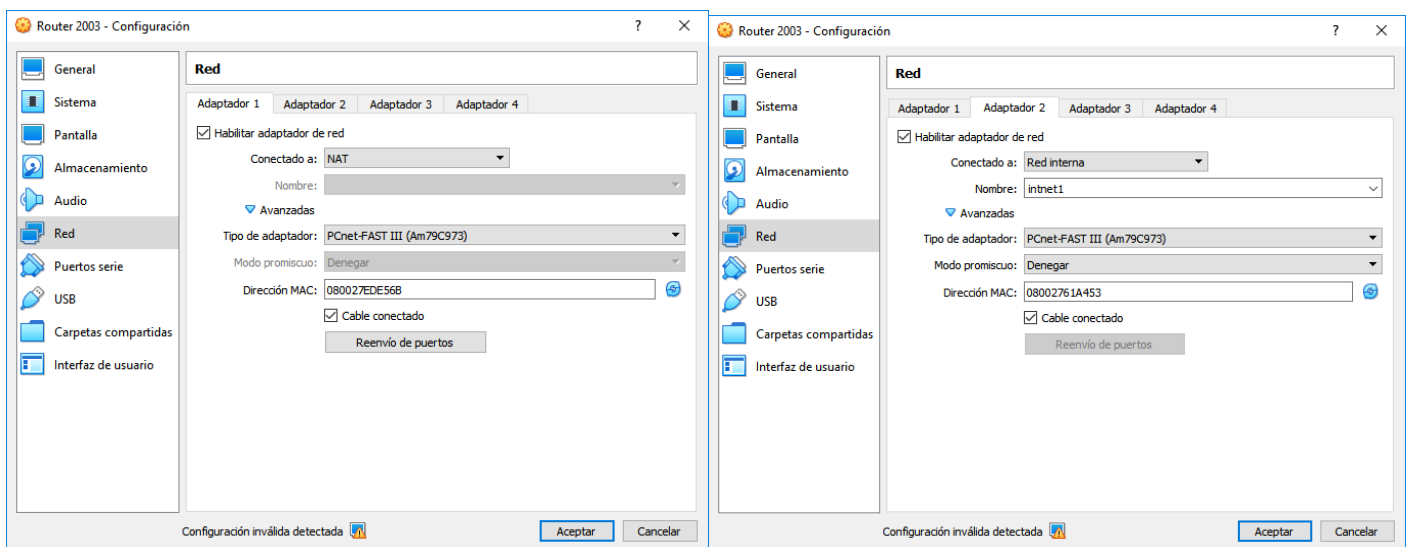 Router 2003 - Configuración
?
General
Sistema
Pantalla
Almacenamiento
Audio
Red
Puertos serie
USB
Carpetas compartidas
Interfaz de usuario
Red
Adaptador 1 Adaptador 2 Adaptador 3 Adaptador 4
Habilitar adaptador de red
Conectado a: NAT
Nombre:
Avanzadas
Tipo de adaptador: PCnet-FAST III (Am79C973)
Modo promiscuo: Denegar
Dirección MAC: 080027EDE56B
Cable conectado
Reenvío de puertos
Configuración inválida detectada
Aceptar Cancelar
Router 2003 - Configuración
?
General
Sistema
Pantalla
Almacenamiento
Audio
Red
Puertos serie
USB
Carpetas compartidas
Interfaz de usuario
Red
Adaptador 1 Adaptador 2 Adaptador 3 Adaptador 4
Habilitar adaptador de red
Conectado a: Red interna
Nombre: intnet1
Avanzadas
Tipo de adaptador: PCnet-FAST III (Am79C973)
Modo promiscuo: Denegar
Dirección MAC: 08002761A453
Cable conectado
Reenvío de puertos
Configuración inválida detectada
Aceptar Cancelar